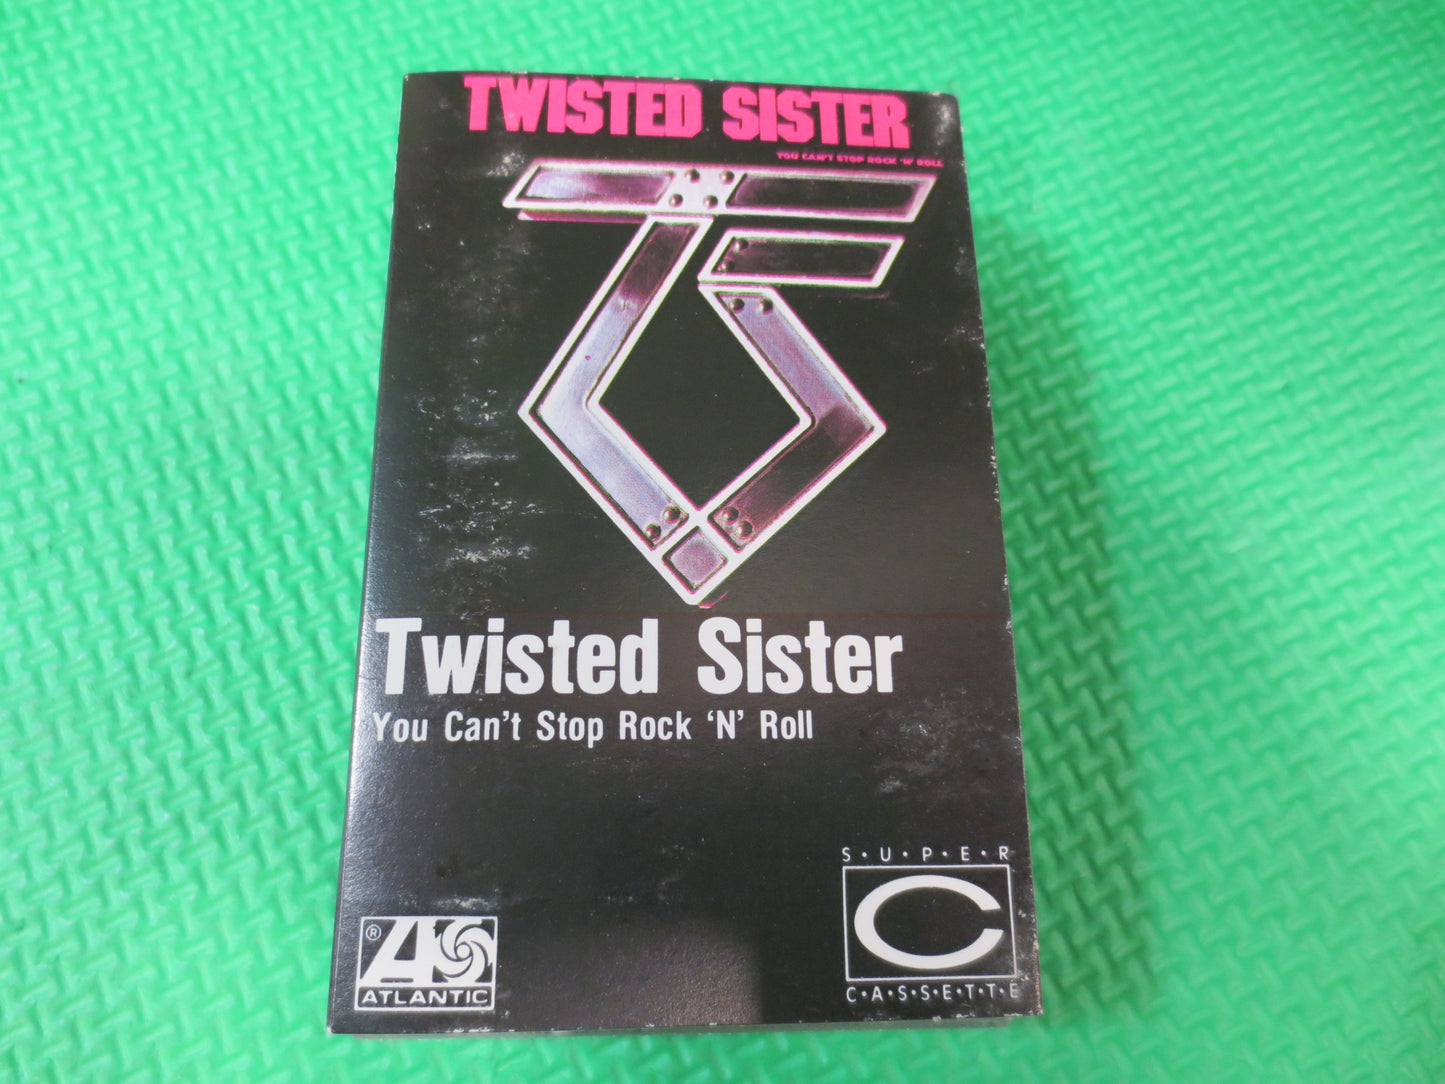 TWISTED SISTER
YOU CAN'T STOP ROCK 'N' ROLL
Twisted Sister
You Can't Stop Rock ‘N’ Roll
S•U•P•E•R
C
C•A•S•S•E•T•T•E
®
ATLANTIC